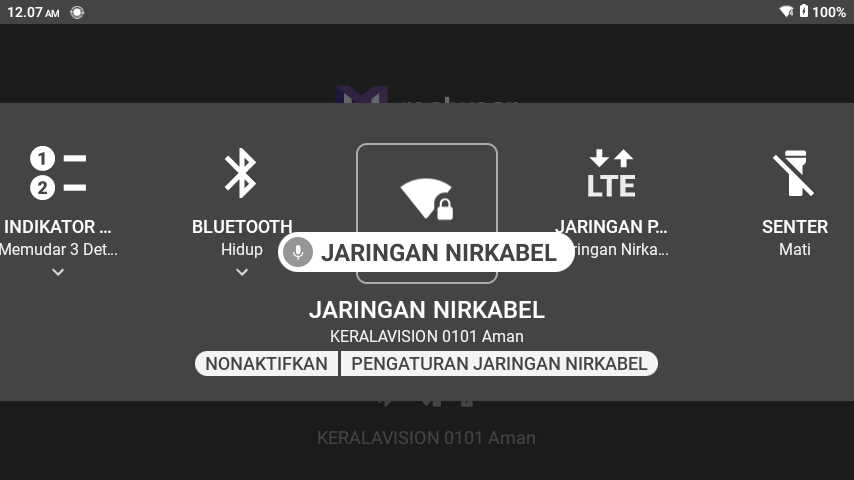 12.07 AM
100%
1
2
LTE
INDIKATOR ...
BLUETOOTH
JARINGAN P...
SENTER
Memudar 3 Det...
Hidup
ringan Nirka...
Mati
JARINGAN NIRKABEL
JARINGAN NIRKABEL
KERALAVISION 0101 Aman
NONAKTIFKAN
PENGATURAN JARINGAN NIRKABEL
KERALAVISION 0101 Aman